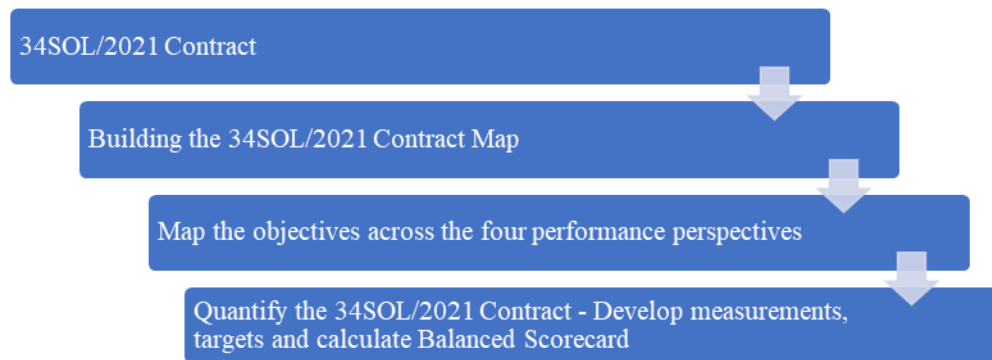 34SOL/2021 Contract
Building the 34SOL/2021 Contract Map
Map the objectives across the four performance perspectives
Quantify the 34SOL/2021 Contract - Develop measurements,
targets and calculate Balanced Scorecard